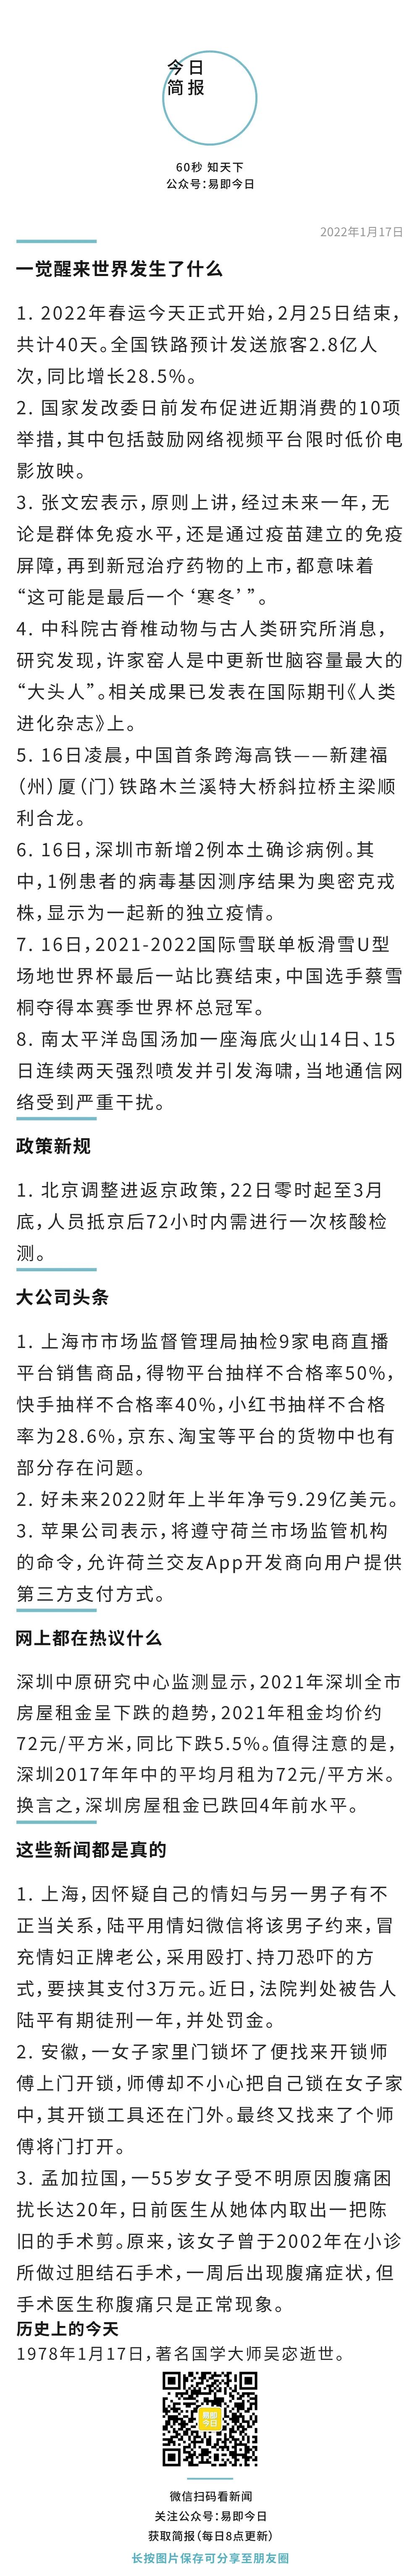 今日
简报
60秒 知天下
公众号：易即今日
2022年1月17日
一觉醒来世界发生了什么
1. 2022年春运今天正式开始，2月25日结束，
共计40天。全国铁路预计发送旅客2.8亿人
次，同比增长28.5%。
2. 国家发改委日前发布促进近期消费的10项
举措，其中包括鼓励网络视频平台限时低价电
影放映。
3. 张文宏表示，原则上讲，经过未来一年，无
论是群体免疫水平，还是通过疫苗建立的免疫
屏障，再到新冠治疗药物的上市，都意味着
“这可能是最后一个‘寒冬’”。
4. 中科院古脊椎动物与古人类研究所消息，
研究发现，许家窑人是中更新世脑容量最大的
“大头人”。相关成果已发表在国际期刊《人类
进化杂志》上。
5. 16日凌晨，中国首条跨海高铁——新建福
（州）厦（门）铁路木兰溪特大桥斜拉桥主梁顺
利合龙。
6. 16日，深圳市新增2例本土确诊病例。其
中，1例患者的病毒基因测序结果为奥密克戎
株，显示为一起新的独立疫情。
7. 16日，2021-2022国际雪联单板滑雪U型
场地世界杯最后一站比赛结束，中国选手蔡雪
桐夺得本赛季世界杯总冠军。
8. 南太平洋岛国汤加一座海底火山14日、15
日连续两天强烈喷发并引发海啸，当地通信网
络受到严重干扰。
政策新规
1. 北京调整进返京政策，22日零时起至3月
底，人员抵京后72小时内需进行一次核酸检
测。
大公司头条
1. 上海市市场监督管理局抽检9家电商直播
平台销售商品，得物平台抽样不合格率50%，
快手抽样不合格率40%，小红书抽样不合格
率为28.6%，京东、淘宝等平台的货物中也有
部分存在问题。
2. 好未来2022财年上半年净亏9.29亿美元。
3. 苹果公司表示，将遵守荷兰市场监管机构
的命令，允许荷兰交友App开发商向用户提供
第三方支付方式。
网上都在热议什么
深圳中原研究中心监测显示，2021年深圳全市
房屋租金呈下跌的趋势，2021年租金均价约
72元/平方米，同比下跌5.5%。值得注意的是，
深圳2017年年中的平均月租为72元/平方米。
换言之，深圳房屋租金已跌回4年前水平。
这些新闻都是真的
1. 上海，因怀疑自己的情妇与另一男子有不
正当关系，陆平用情妇微信将该男子约来，冒
充情妇正牌老公，采用殴打、持刀恐吓的方
式，要挟其支付3万元。近日，法院判处被告人
陆平有期徒刑一年，并处罚金。
2. 安徽，一女子家里门锁坏了便找来开锁师
傅上门开锁，师傅却不小心把自己锁在女子家
中，其开锁工具还在门外。最终又找来了个师
傅将门打开。
3. 孟加拉国，一55岁女子受不明原因腹痛困
扰长达20年，日前医生从她体内取出一把陈
旧的手术剪。原来，该女子曾于2002年在小诊
所做过胆结石手术，一周后出现腹痛症状，但
手术医生称腹痛只是正常现象。
历史上的今天
1978年1月17日，著名国学大师吴宓逝世。
易即
今日
微信扫码看新闻
关注公众号：易即今日
获取简报（每日8点更新）
长按图片保存可分享至朋友圈